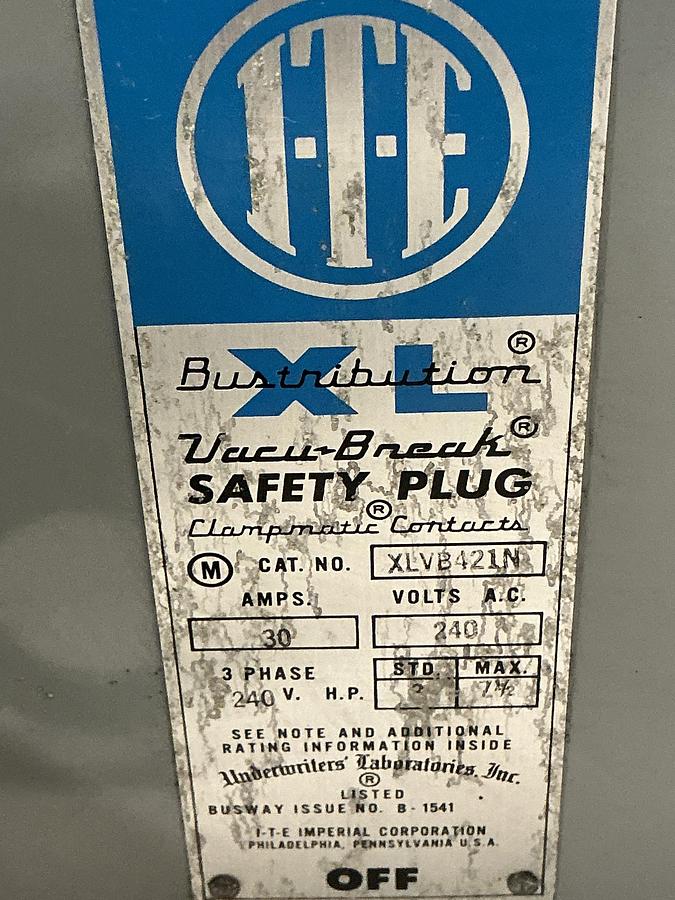 I-T-E
XL
Bustribution ®
Vacu-Break ®
SAFETY PLUG
Clampmatic ® Contacts
M CAT. NO. XLVB421N
AMPS. VOLTS A.C.
30 240
3 PHASE STD. MAX.
240 V. H.P. 7½
SEE NOTE AND ADDITIONAL
RATING INFORMATION INSIDE
Underwriters' Laboratories, Inc.
®
LISTED
BUSWAY ISSUE NO. B-1541
I-T-E IMPERIAL CORPORATION
PHILADELPHIA, PENNSYLVANIA U.S.A.
OFF